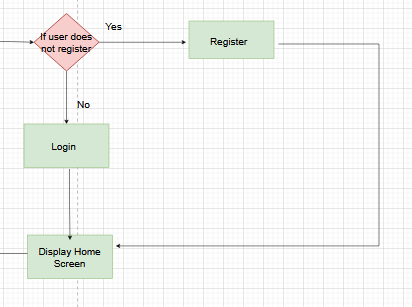 Yes
If user does
not register
Register
No
Login
Display Home
Screen